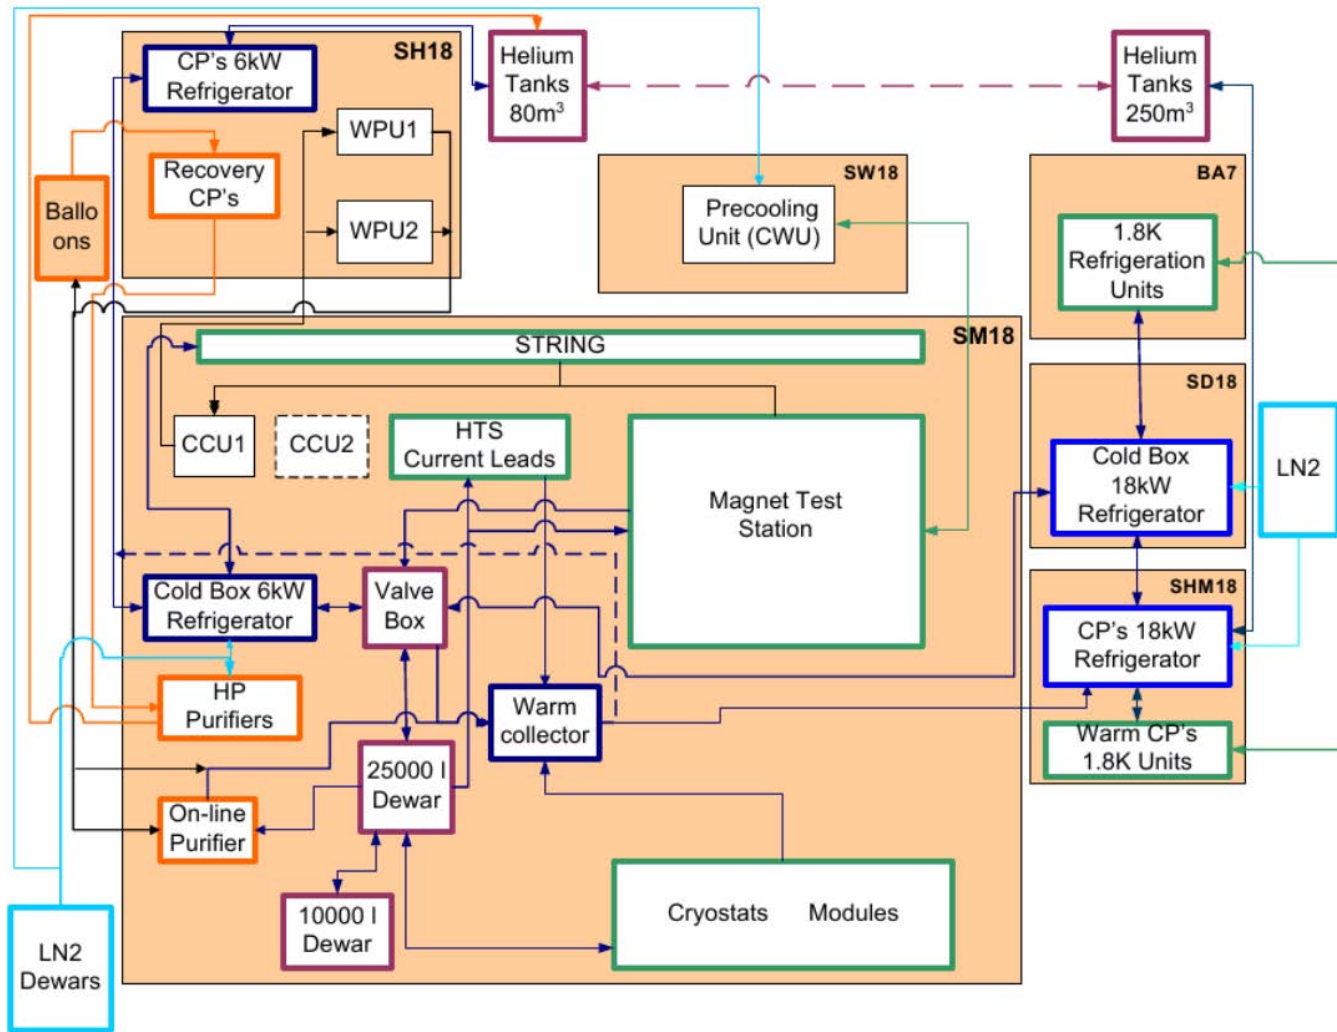 SH18
CP's 6kW
Refrigerator
Helium
Tanks
80m³
Helium
Tanks
250m³
WPU1
Recovery
CP's
WPU2
Ballo
ons
SW18
Precooling
Unit (CWU)
BA7
1.8K
Refrigeration
Units
SM18
STRING
SD18
CCU1
CCU2
HTS
Current Leads
Magnet Test
Station
Cold Box
18kW
Refrigerator
LN2
Cold Box 6kW
Refrigerator
Valve
Box
SHM18
CP's 18kW
Refrigerator
HP
Purifiers
Warm
collector
Warm CP's
1.8K Units
25000 l
Dewar
On-line
Purifier
10000 l
Dewar
Cryostats Modules
LN2
Dewars